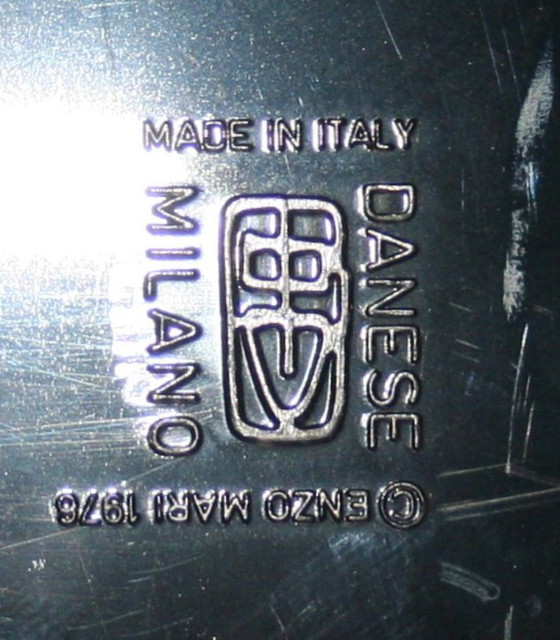 MADE IN ITALY
DANESE
MILANO
© ENZO MARI 1976